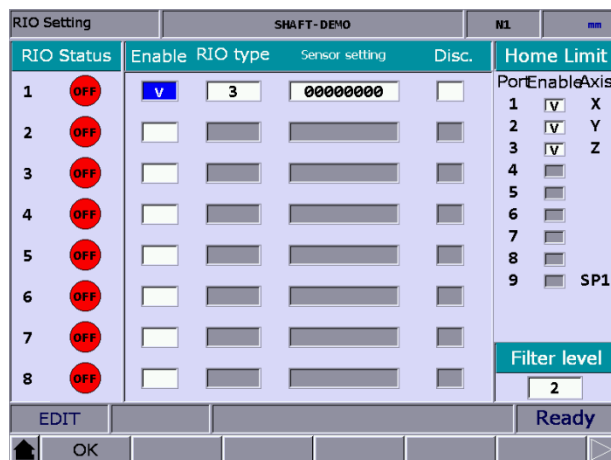 RIO Setting SHAFT-DEMO N1 mm
RIO Status Enable RIO type Sensor setting Disc. Home Limit
Port Enable Axis
1 OFF V 3 00000000
1 V X
2 OFF
2 V Y
3 OFF
3 V Z
4 OFF
4
5
5 OFF
6
7
6 OFF
8
9 SP1
7 OFF
Filter level
8 OFF
2
EDIT Ready
OK